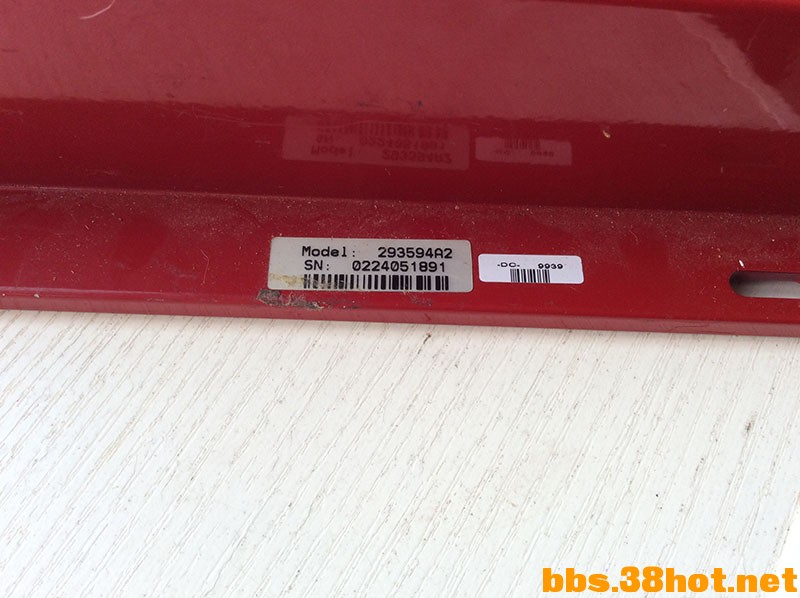 Model: 293594A2
SN: 0224051891
-DC- 9939
bbs.38hot.net